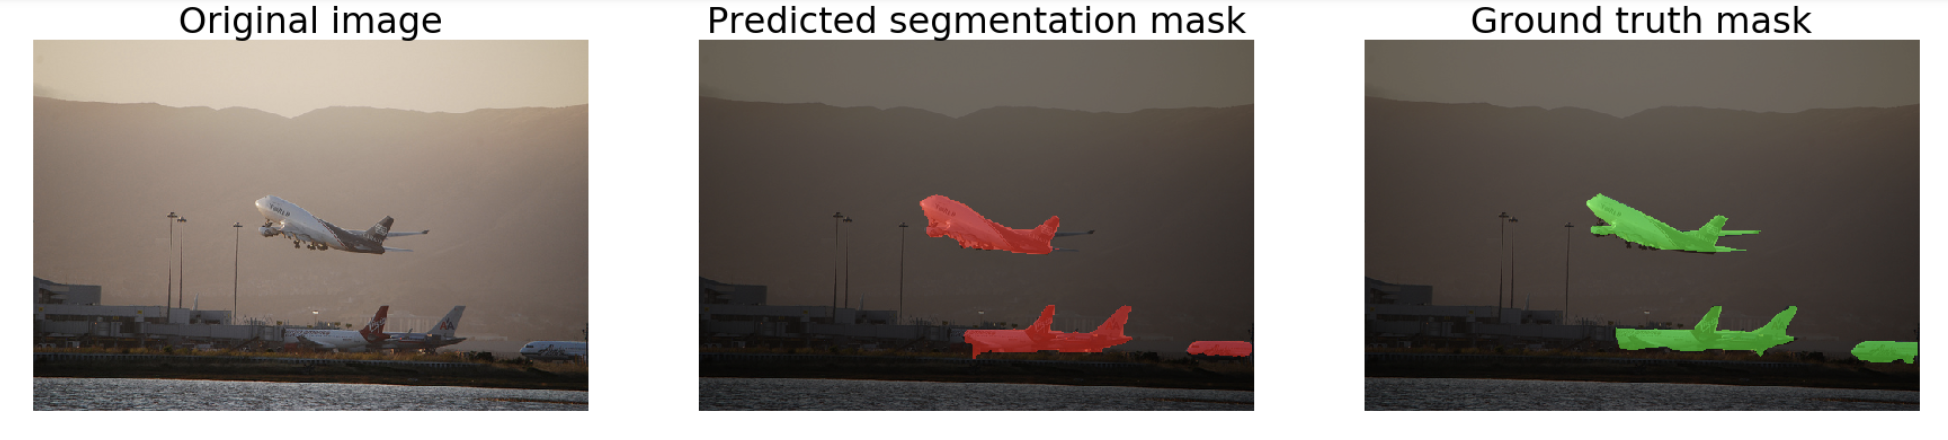 Original image
Predicted segmentation mask
Ground truth mask